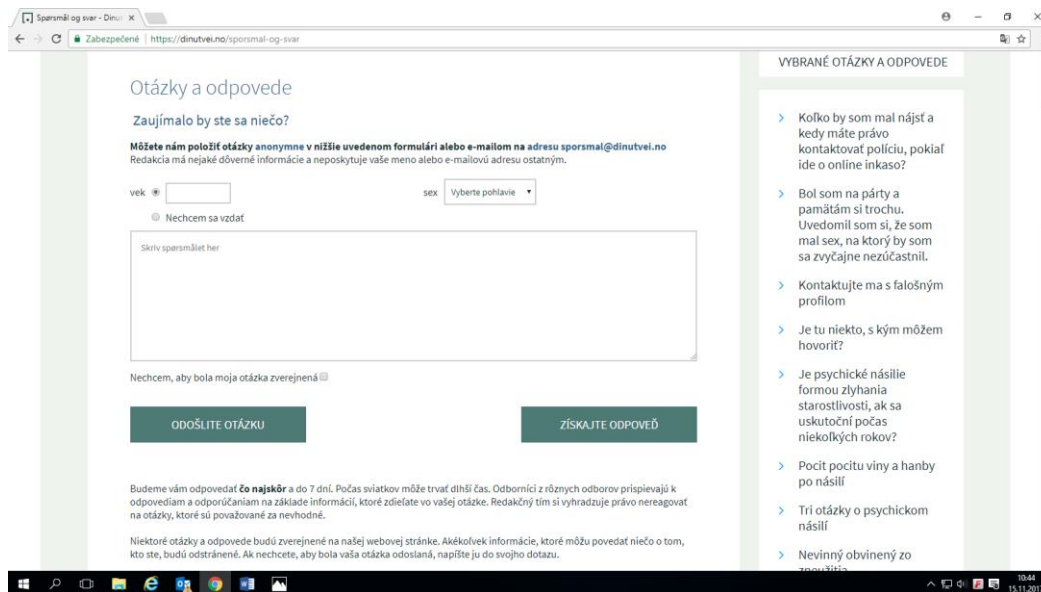 Spørsmål og svar - Dinut
Zabezpečené | https://dinutvei.no/sporsmal-og-svar
Otázky a odpovede
Zaujímalo by ste sa niečo?
Môžete nám položiť otázky anonymne v nižšie uvedenom formulári alebo e-mailom na adresu sporsmal@dinutvei.no
Redakcia má nejaké dôverné informácie a neposkytuje vaše meno alebo e-mailovú adresu ostatným.
vek
sex Vyberte pohlavie
Nechcem sa vzdať
Skriv spørsmålet her
Nechcem, aby bola moja otázka zverejnená
ODOŠLITE OTÁZKU
ZÍSKAJTE ODPOVEĎ
Budeme vám odpovedať čo najskôr a do 7 dní. Počas sviatkov môže trvať dlhší čas. Odborníci z rôznych odborov prispievajú k
odpovediam a odporúčaniam na základe informácií, ktoré zdieľate vo vašej otázke. Redakčný tím si vyhradzuje právo nereagovať
na otázky, ktoré sú považované za nevhodné.
Niektoré otázky a odpovede budú zverejnené na našej webovej stránke. Akékoľvek informácie, ktoré môžu povedať niečo o tom,
kto ste, budú odstránené. Ak nechcete, aby bola vaša otázka odoslaná, napíšte ju do svojho dotazu.
VYBRANÉ OTÁZKY A ODPOVEDE
Koľko by som mal nájsť a
kedy máte právo
kontaktovať políciu, pokiaľ
ide o online inkaso?
Bol som na párty a
pamätám si trochu.
Uvedomil som si, že som
mal sex, na ktorý by som
sa zvyčajne nezúčastnil.
Kontaktujte ma s falošným
profilom
Je tu niekto, s kým môžem
hovoriť?
Je psychické násilie
formou zlyhania
starostlivosti, ak sa
uskutoční počas
niekoľkých rokov?
Pocit pocitu viny a hanby
po násilí
Tri otázky o psychickom
násilí
Nevinný obvinený zo
zneužitia
10:44
15.11.201